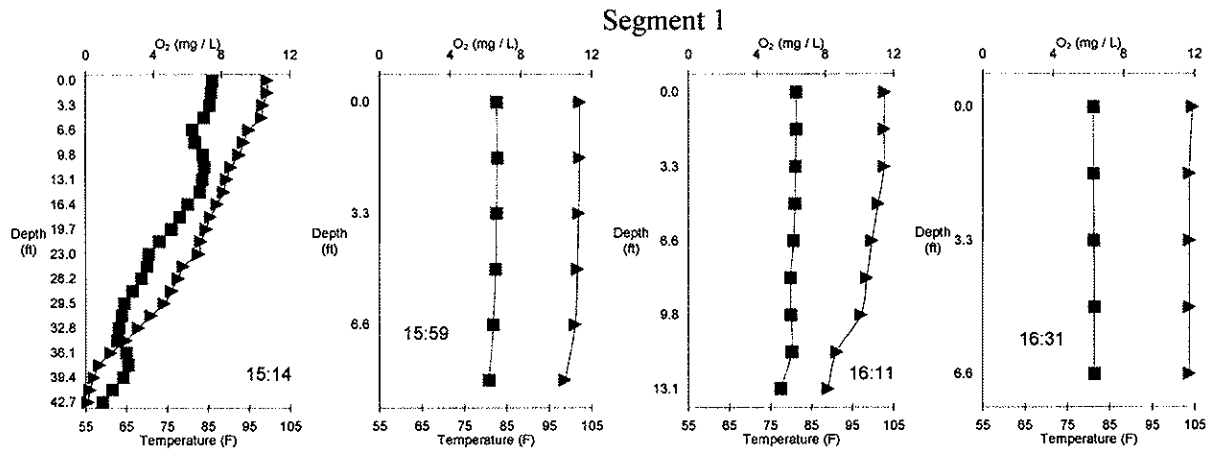 Segment 1
O₂ (mg / L)
0 4 8 12
0.0
3.3
6.6
9.8
13.1
16.4
19.7
Depth
(ft)
23.0
26.2
29.5
32.8
36.1
39.4
42.7
15:14
55 65 75 85 95 105
Temperature (F)
O₂ (mg / L)
0 4 8 12
0.0
3.3
Depth
(ft)
6.6
15:59
55 65 75 85 95 105
Temperature (F)
O₂ (mg / L)
0 4 8 12
0.0
3.3
6.6
Depth
(ft)
9.8
13.1
16:11
55 65 75 85 95 105
Temperature (F)
O₂ (mg / L)
0 4 8 12
0.0
3.3
Depth
(ft)
6.6
16:31
55 65 75 85 95 105
Temperature (F)